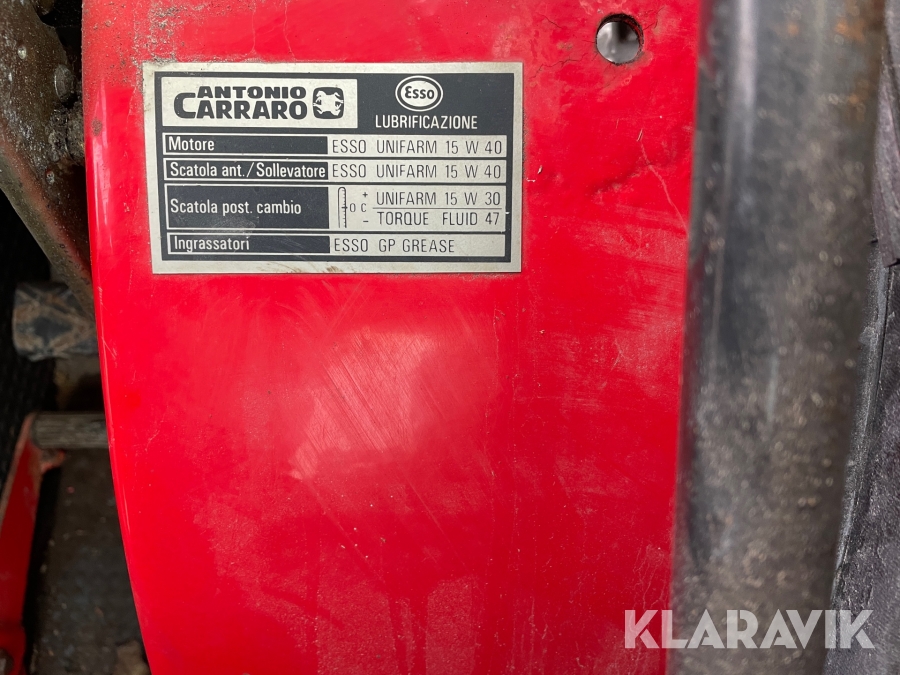 ANTONIO
CARRARO
Esso
LUBRIFICAZIONE
Motore ESSO UNIFARM 15 W 40
Scatola ant./Sollevatore ESSO UNIFARM 15 W 40
Scatola post. cambio 0 C + UNIFARM 15 W 30
- TORQUE FLUID 47
Ingrassatori ESSO GP GREASE
KLARAVIK